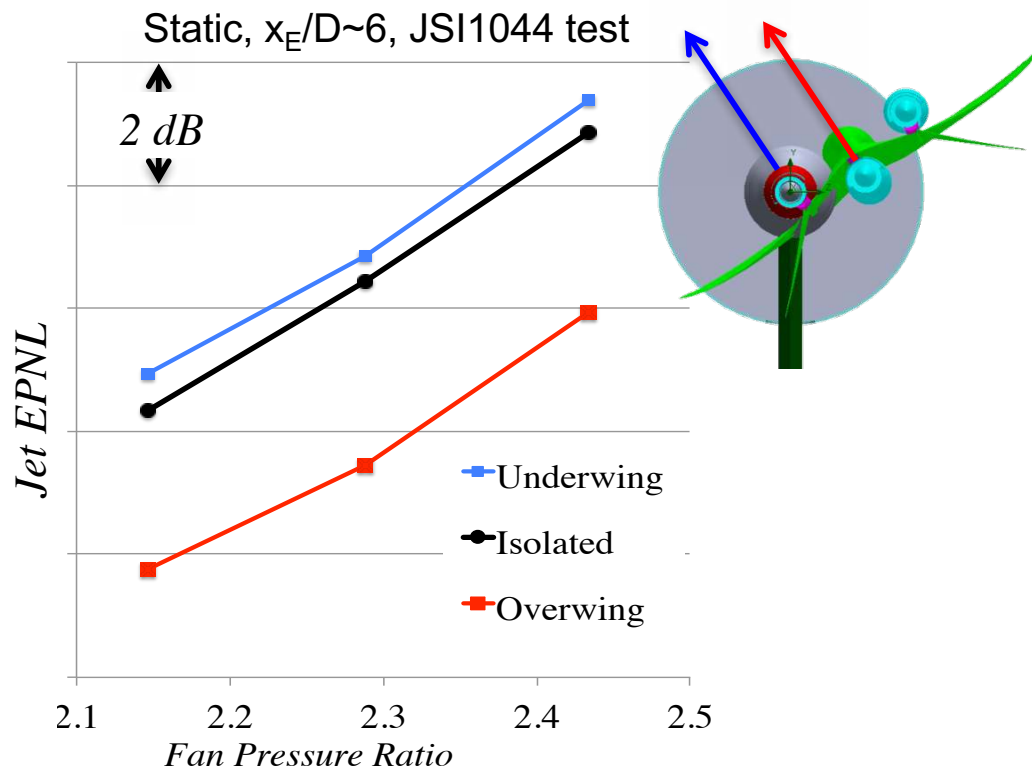 Static, xE/D~6, JSI1044 test
2 dB
Jet EPNL
Underwing
Isolated
Overwing
2.1 2.2 2.3 2.4 2.5
Fan Pressure Ratio
Y